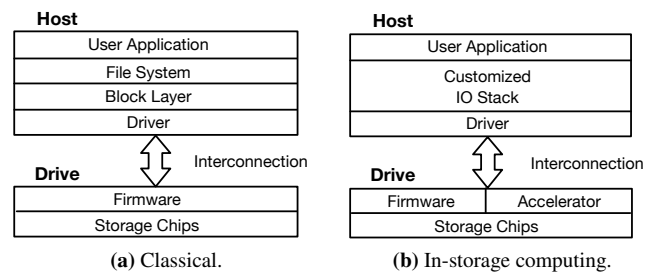 Host
User Application
File System
Block Layer
Driver
Interconnection
Drive
Firmware
Storage Chips
(a) Classical.
Host
User Application
Customized
IO Stack
Driver
Interconnection
Drive
Firmware Accelerator
Storage Chips
(b) In-storage computing.